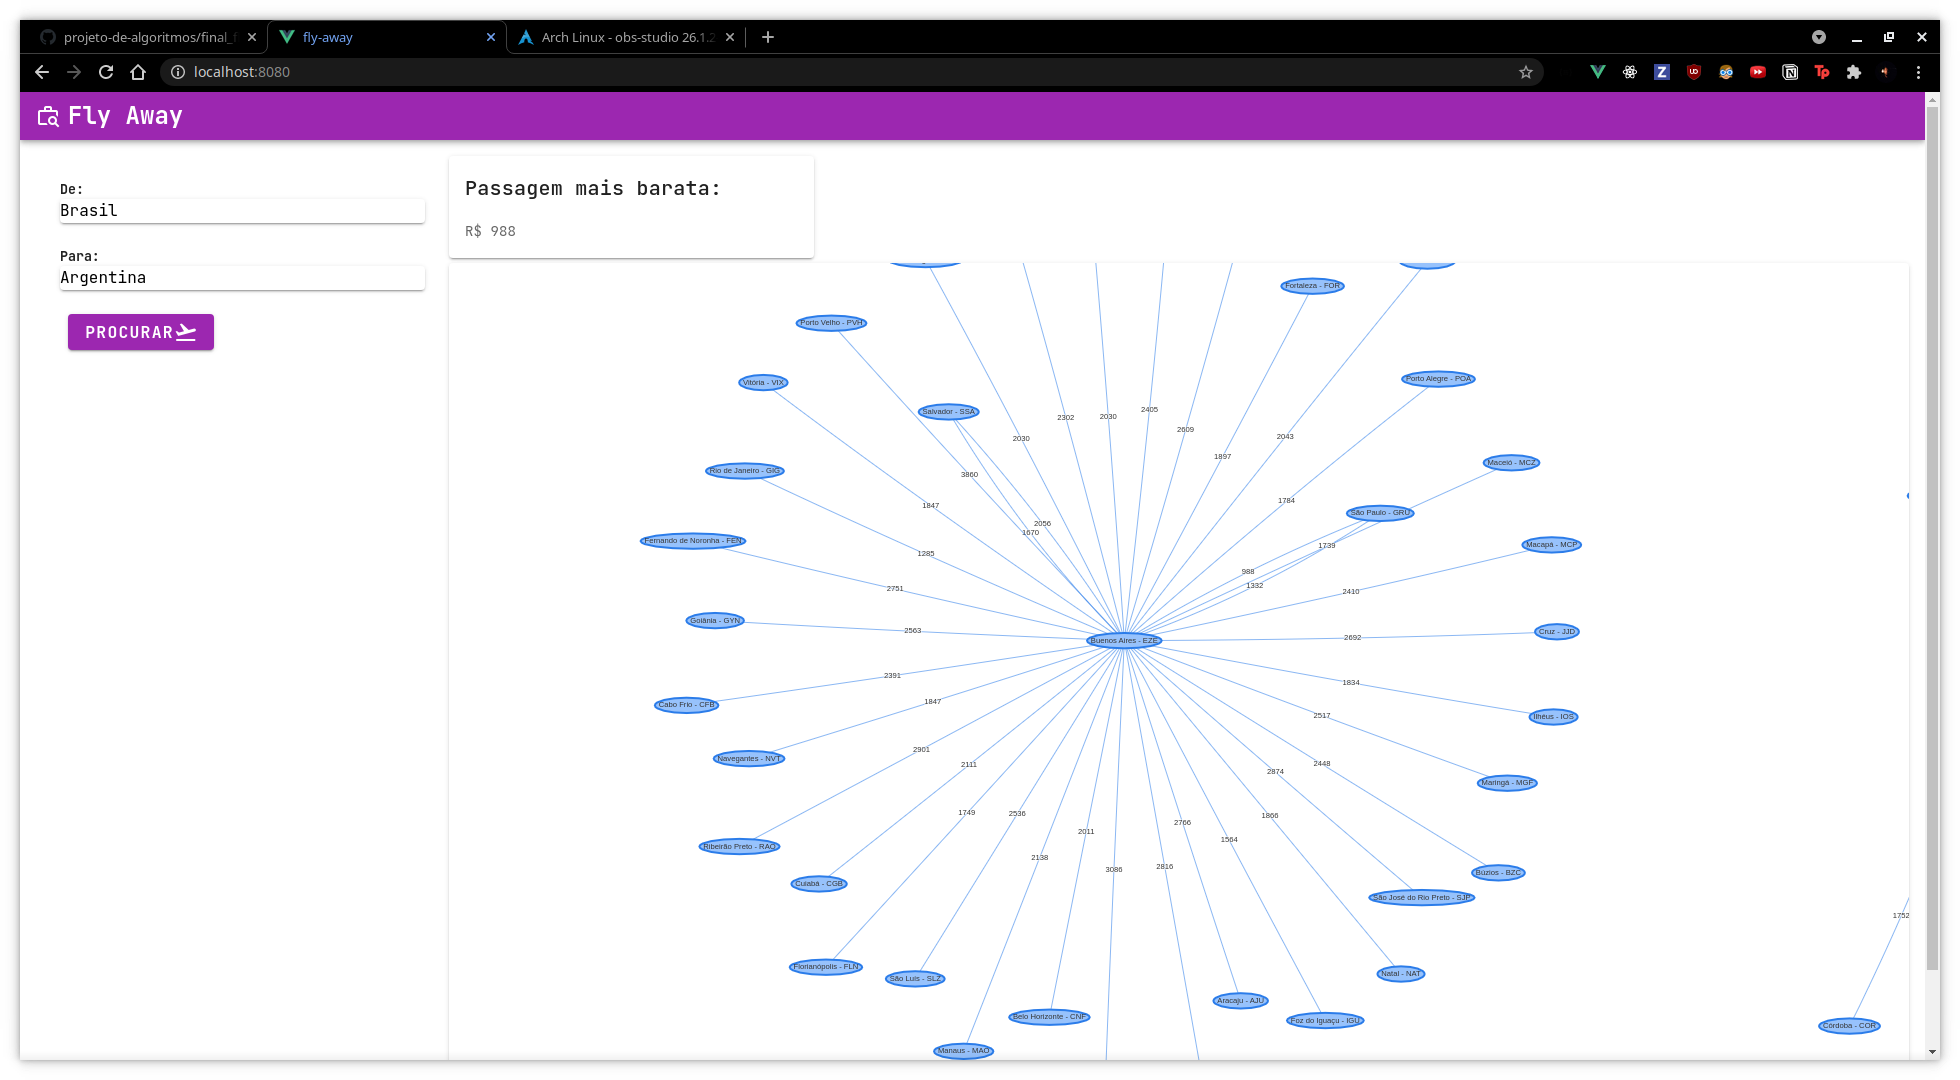 projeto-de-algoritmos/final_f
fly-away
Arch Linux - obs-studio 26.1.2
localhost:8080
Fly Away
De:
Brasil
Para:
Argentina
PROCURAR
Passagem mais barata:
R$ 988
Fortaleza - FOR
Porto Velho - PVH
Vitória - VIX
Porto Alegre - POA
Salvador - SSA
2302
2030
2405
2030
2609
2043
1897
Rio de Janeiro - GIG
3860
Maceió - MCZ
1847
1784
São Paulo - GRU
2056
1670
Fernando de Noronha - FEN
1285
1739
Macapá - MCP
988
1332
2751
2410
Goiânia - GYN
2563
Buenos Aires - EZE
2692
Cruz - JJD
2391
1834
Cabo Frio - CFB
1847
2517
Ilhéus - IOS
Navegantes - NVT
2901
2111
2874
2448
Maringá - MGF
1749
2536
2766
1866
2011
1564
Ribeirão Preto - RAO
2138
3086
2816
Cuiabá - CGB
Búzios - BZC
São José do Rio Preto - SJP
1752
Florianópolis - FLN
São Luís - SLZ
Natal - NAT
Aracaju - AJU
Belo Horizonte - CNF
Foz do Iguaçu - IGU
Córdoba - COR
Manaus - MAO